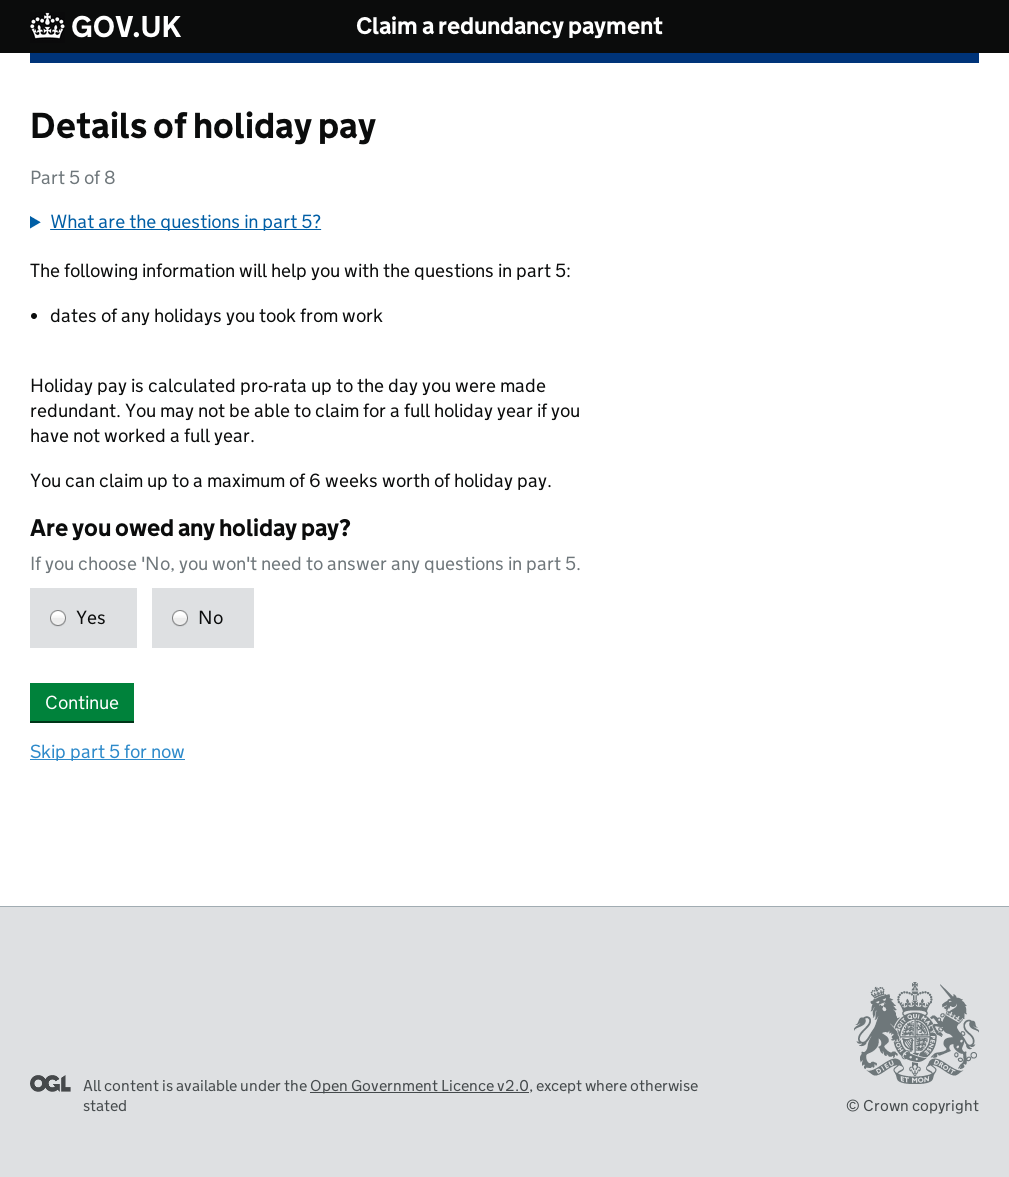 GOV.UK
Claim a redundancy payment
Details of holiday pay
Part 5 of 8
What are the questions in part 5?
The following information will help you with the questions in part 5:
• dates of any holidays you took from work
Holiday pay is calculated pro-rata up to the day you were made
redundant. You may not be able to claim for a full holiday year if you
have not worked a full year.
You can claim up to a maximum of 6 weeks worth of holiday pay.
Are you owed any holiday pay?
If you choose 'No, you won't need to answer any questions in part 5.
Yes
No
Continue
Skip part 5 for now
OGL
All content is available under the Open Government Licence v2.0, except where otherwise
stated
DIEU ET MON DROIT
© Crown copyright